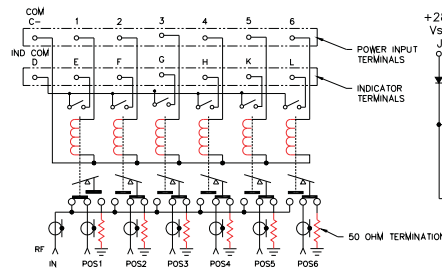 COM
C- 1 2 3 4 5 6
IND COM
D E F G H K L
POWER INPUT
TERMINALS
INDICATOR
TERMINALS
50 OHM TERMINATION
RF
IN POS1 POS2 POS3 POS4 POS5 POS6
+28
Vs
J